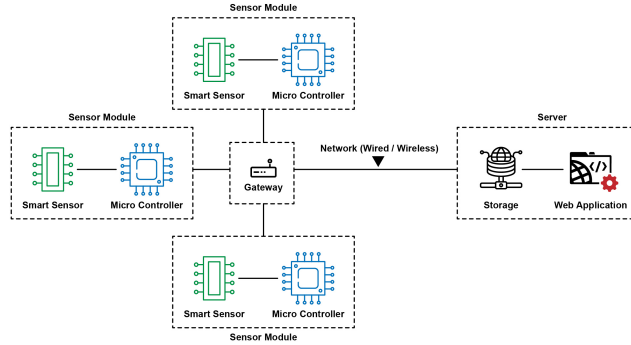 Sensor Module
Smart Sensor
Micro Controller
Sensor Module
Smart Sensor
Micro Controller
Gateway
Network (Wired / Wireless)
Server
Storage
Web Application
Smart Sensor
Micro Controller
Sensor Module